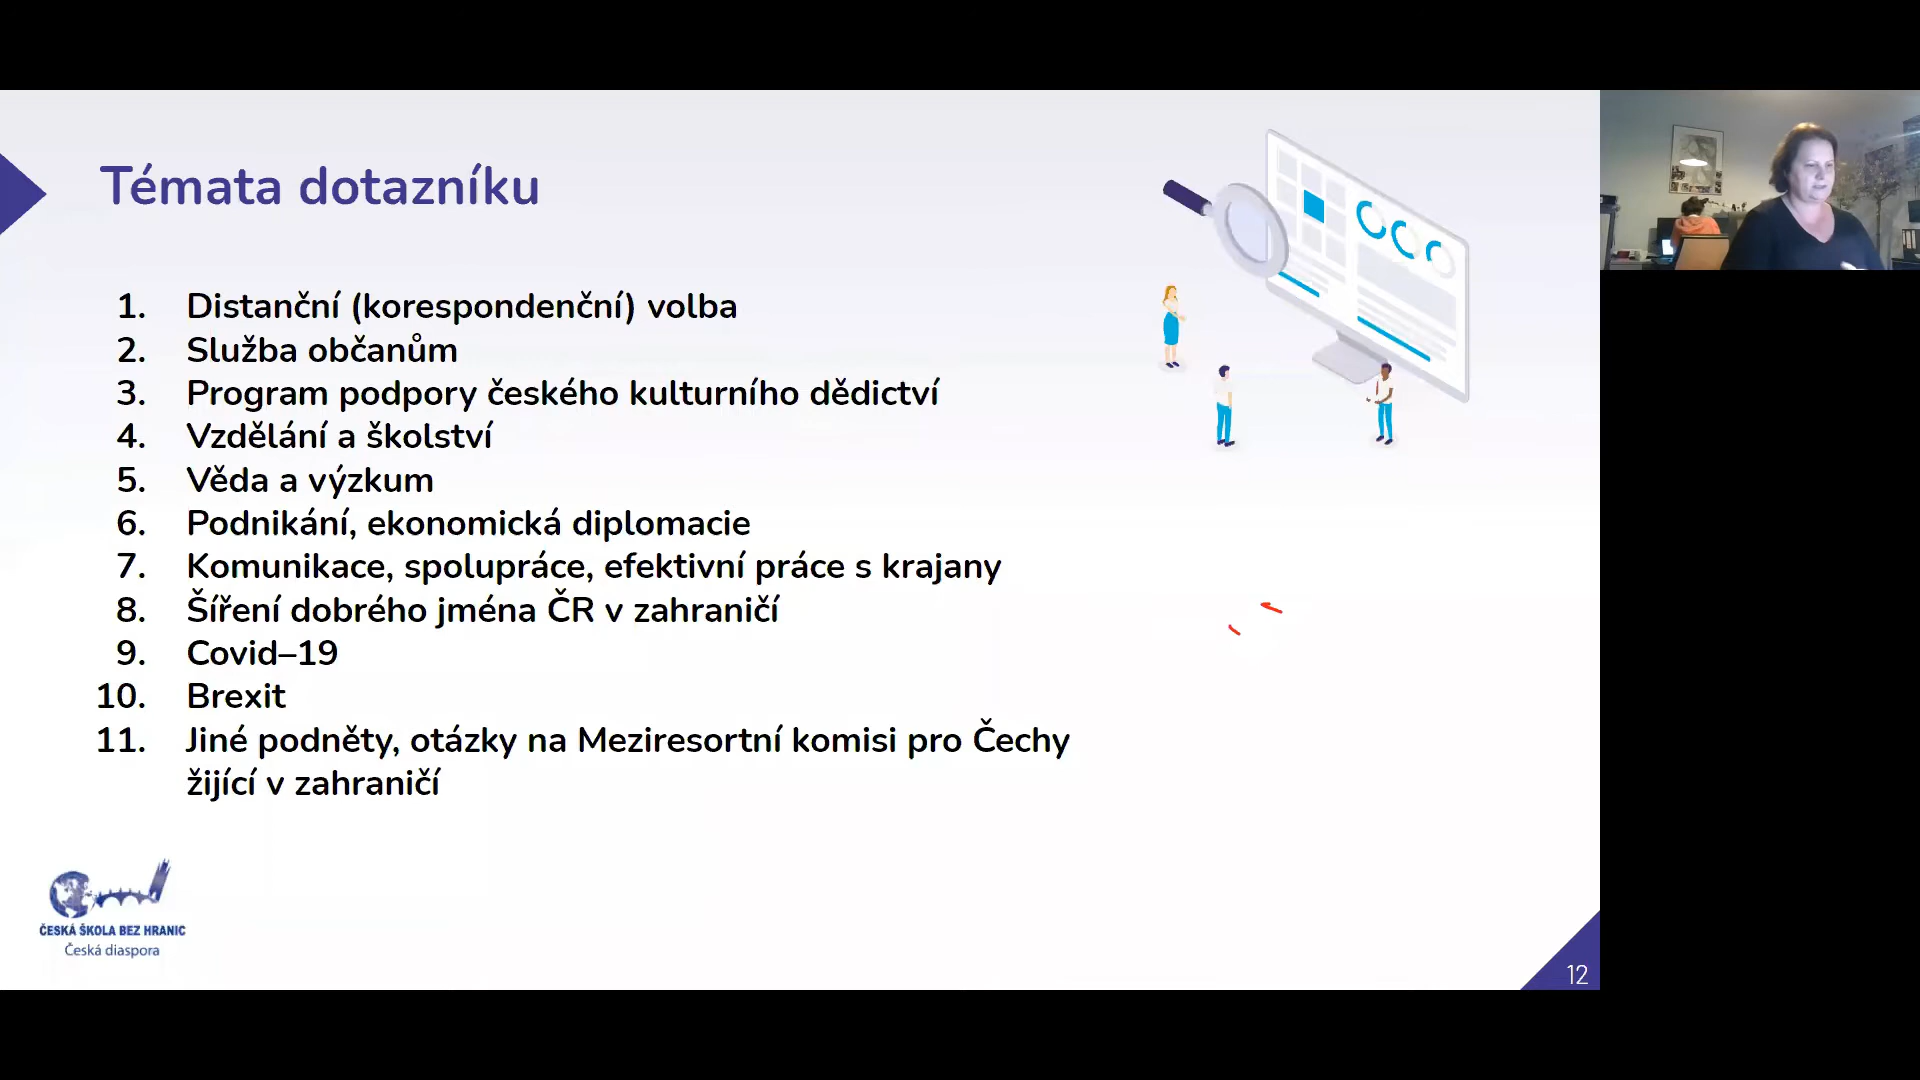 Témata dotazníku
1. Distanční (korespondenční) volba
2. Služba občanům
3. Program podpory českého kulturního dědictví
4. Vzdělání a školství
5. Věda a výzkum
6. Podnikání, ekonomická diplomacie
7. Komunikace, spolupráce, efektivní práce s krajany
8. Šíření dobrého jména ČR v zahraničí
9. Covid–19
10. Brexit
11. Jiné podněty, otázky na Meziresortní komisi pro Čechy
žijící v zahraničí
ČESKÁ ŠKOLA BEZ HRANIC
Česká diaspora
12